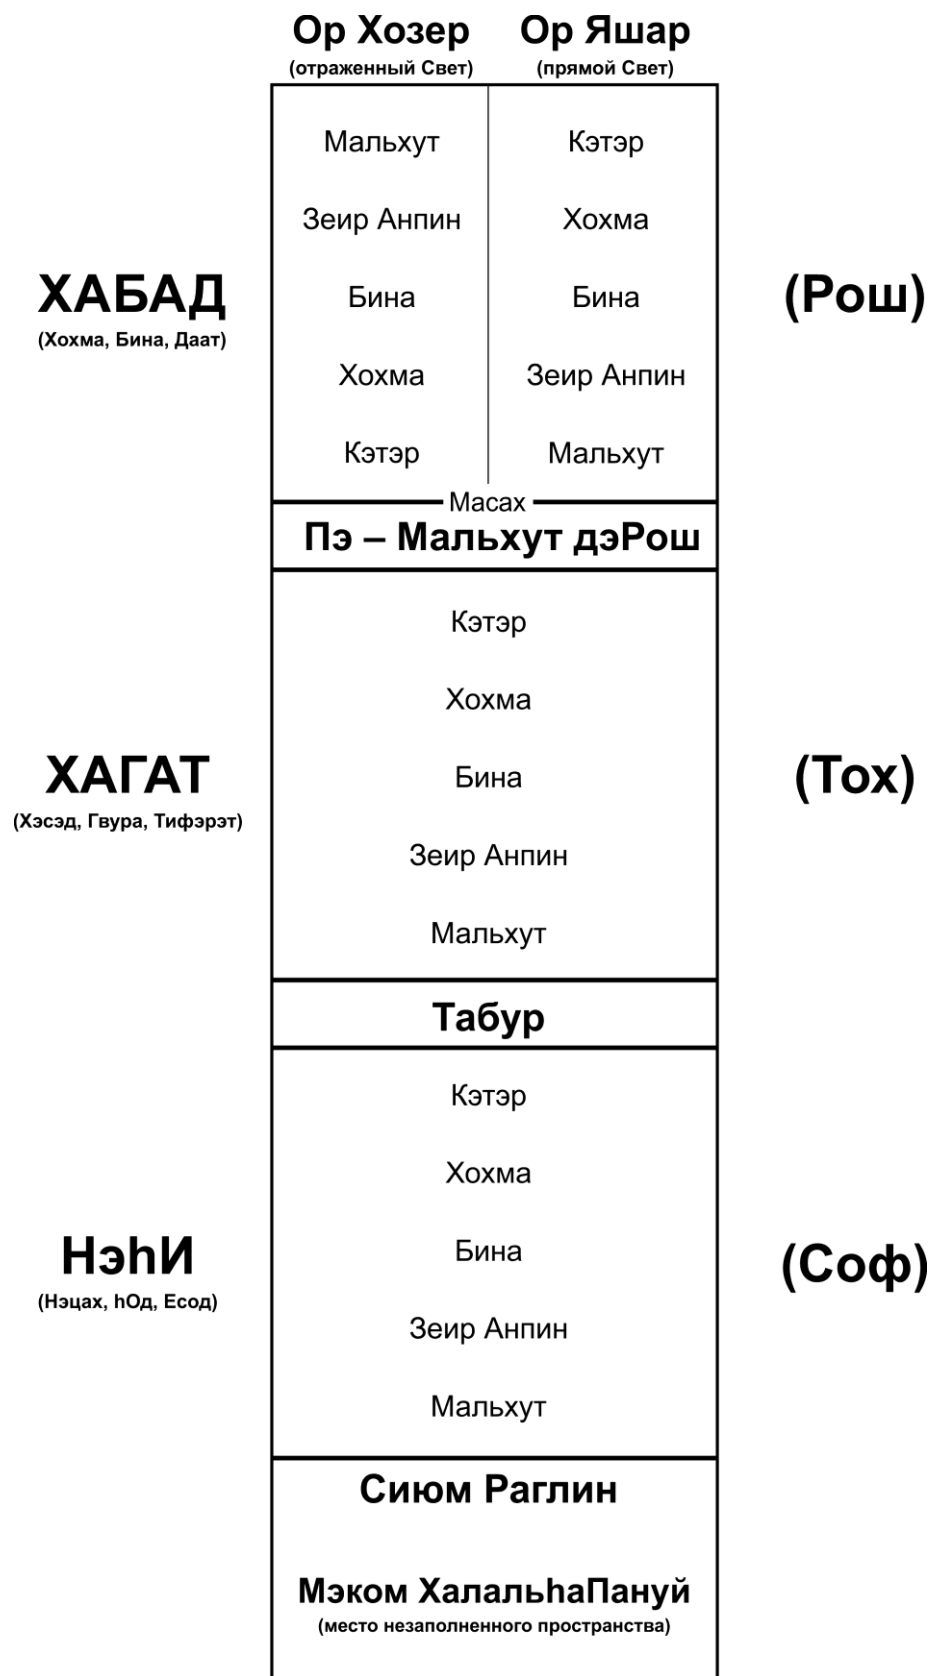 Ор Хозер Ор Яшар
(отраженный Свет) (прямой Свет)
Мальхут Кэтэр
Зеир Анпин Хохма
ХАБАД Бина Бина (Рош)
(Хохма, Бина, Даат)
Хохма Зеир Анпин
Кэтэр Мальхут
Масах
Пэ – Мальхут дэРош
Кэтэр
Хохма
ХАГАТ Бина (Тох)
(Хэсэд, Гвура, Тифэрэт)
Зеир Анпин
Мальхут
Табур
Кэтэр
Хохма
НэhИ Бина (Соф)
(Нэцах, hОд, Есод)
Зеир Анпин
Мальхут
Сиюм Раглин
Мэком ХалальhаПануй
(место незаполненного пространства)